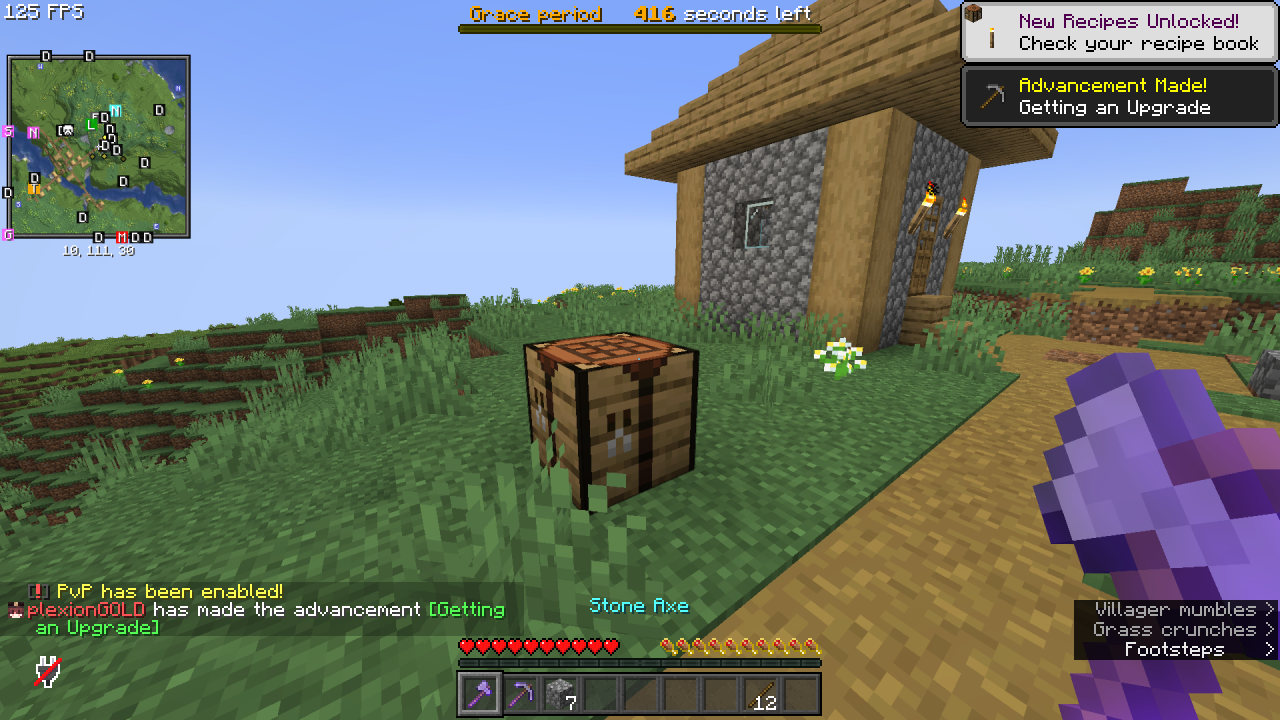 125 FPS
Grace period 416 seconds left
New Recipes Unlocked!
Check your recipe book
Advancement Made!
Getting an Upgrade
10, 111, 30
[!] PvP has been enabled!
plexionGOLD has made the advancement [Getting
an Upgrade]
Stone Axe
Villager mumbles >
Grass crunches >
Footsteps >
7
12